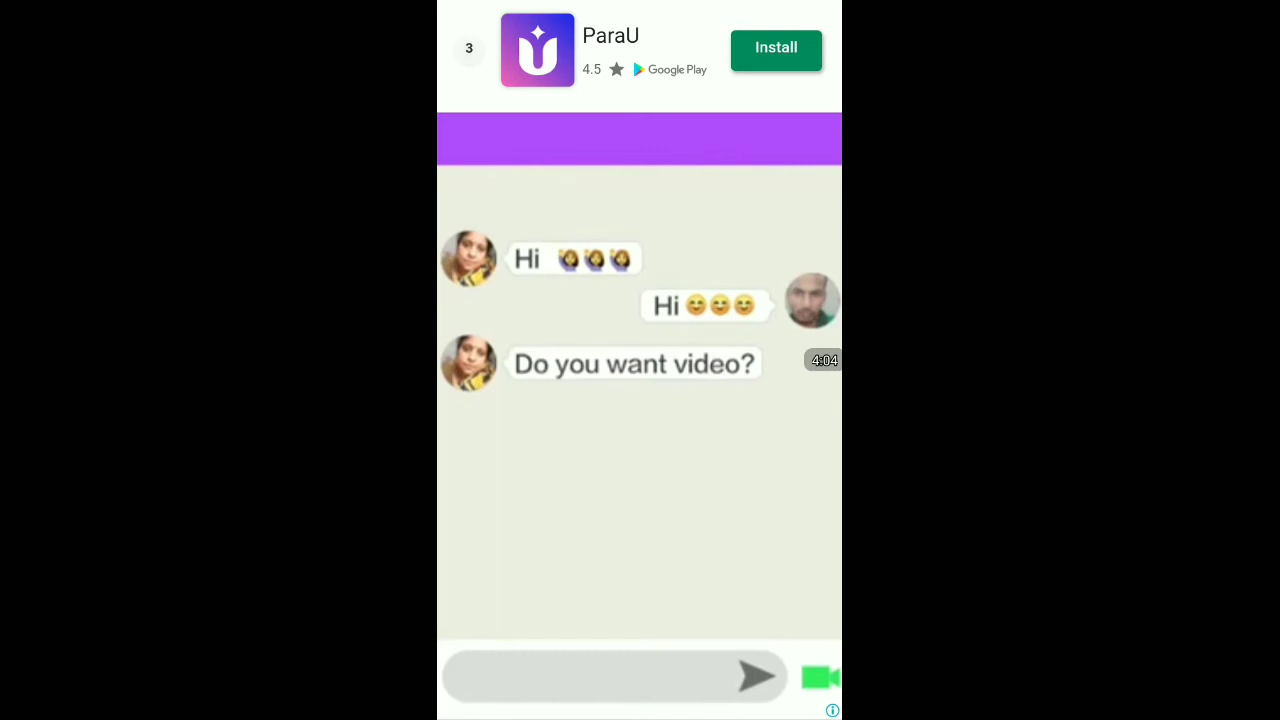 3
ParaU
Install
4.5 ★ Google Play
Hi 🙋‍♀️🙋‍♀️🙋‍♀️
Hi 😊😊😊
Do you want video?
4:04